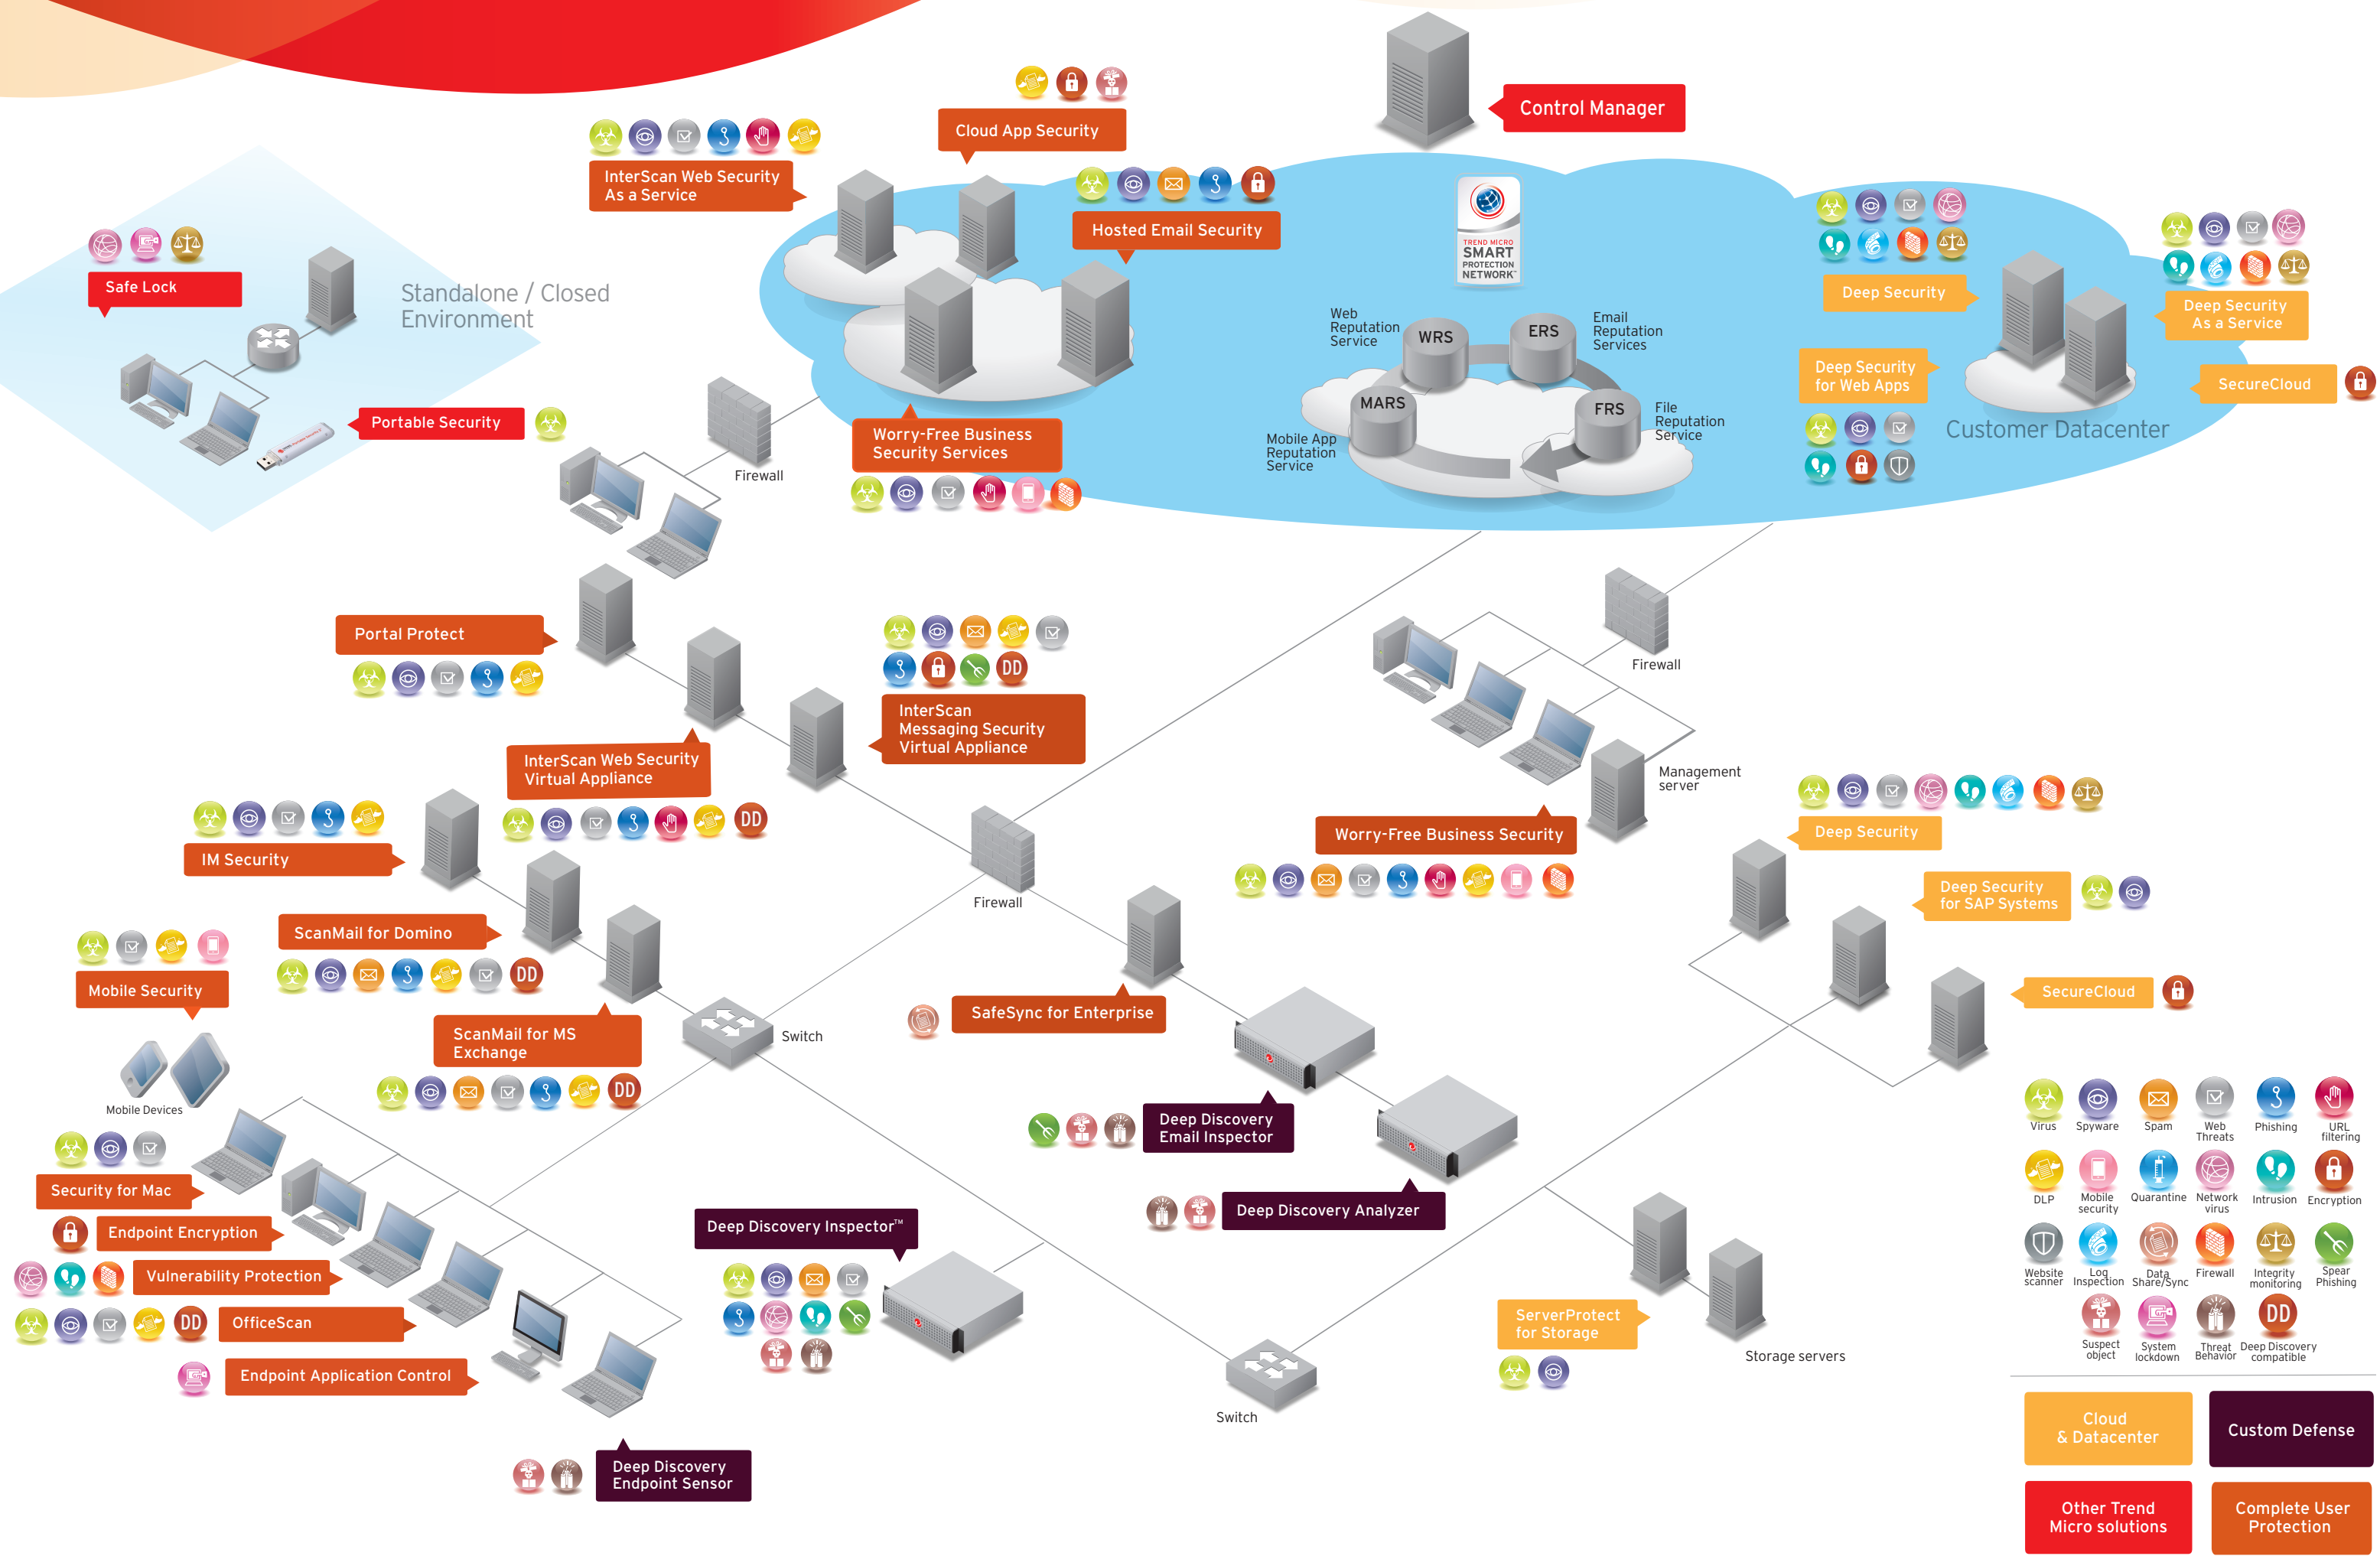 Control Manager
Cloud App Security
InterScan Web Security
As a Service
Hosted Email Security
TREND MICRO
SMART
PROTECTION
NETWORK™
Safe Lock
Standalone / Closed
Environment
Portable Security
Firewall
Worry-Free Business
Security Services
Web
Reputation
Service
WRS
ERS
Email
Reputation
Services
MARS
Mobile App
Reputation
Service
FRS
File
Reputation
Service
Deep Security
Deep Security
As a Service
Deep Security
for Web Apps
SecureCloud
Customer Datacenter
Portal Protect
DD
InterScan
Messaging Security
Virtual Appliance
InterScan Web Security
Virtual Appliance
DD
Firewall
Management
server
Worry-Free Business Security
IM Security
ScanMail for Domino
DD
Firewall
Deep Security
Deep Security
for SAP Systems
SecureCloud
Mobile Security
Mobile Devices
ScanMail for MS
Exchange
DD
Switch
SafeSync for Enterprise
Deep Discovery
Email Inspector
Deep Discovery Analyzer
Security for Mac
Endpoint Encryption
Vulnerability Protection
DD
OfficeScan
Endpoint Application Control
Deep Discovery Inspector™
Deep Discovery
Endpoint Sensor
Switch
ServerProtect
for Storage
Storage servers
Virus
Spyware
Spam
Web
Threats
Phishing
URL
filtering
DLP
Mobile
security
Quarantine
Network
virus
Intrusion
Encryption
Website
scanner
Log
Inspection
Data
Share/Sync
Firewall
Integrity
monitoring
Spear
Phishing
Suspect
object
System
lockdown
Threat
Behavior
DD
Deep Discovery
compatible
Cloud
& Datacenter
Custom Defense
Other Trend
Micro solutions
Complete User
Protection